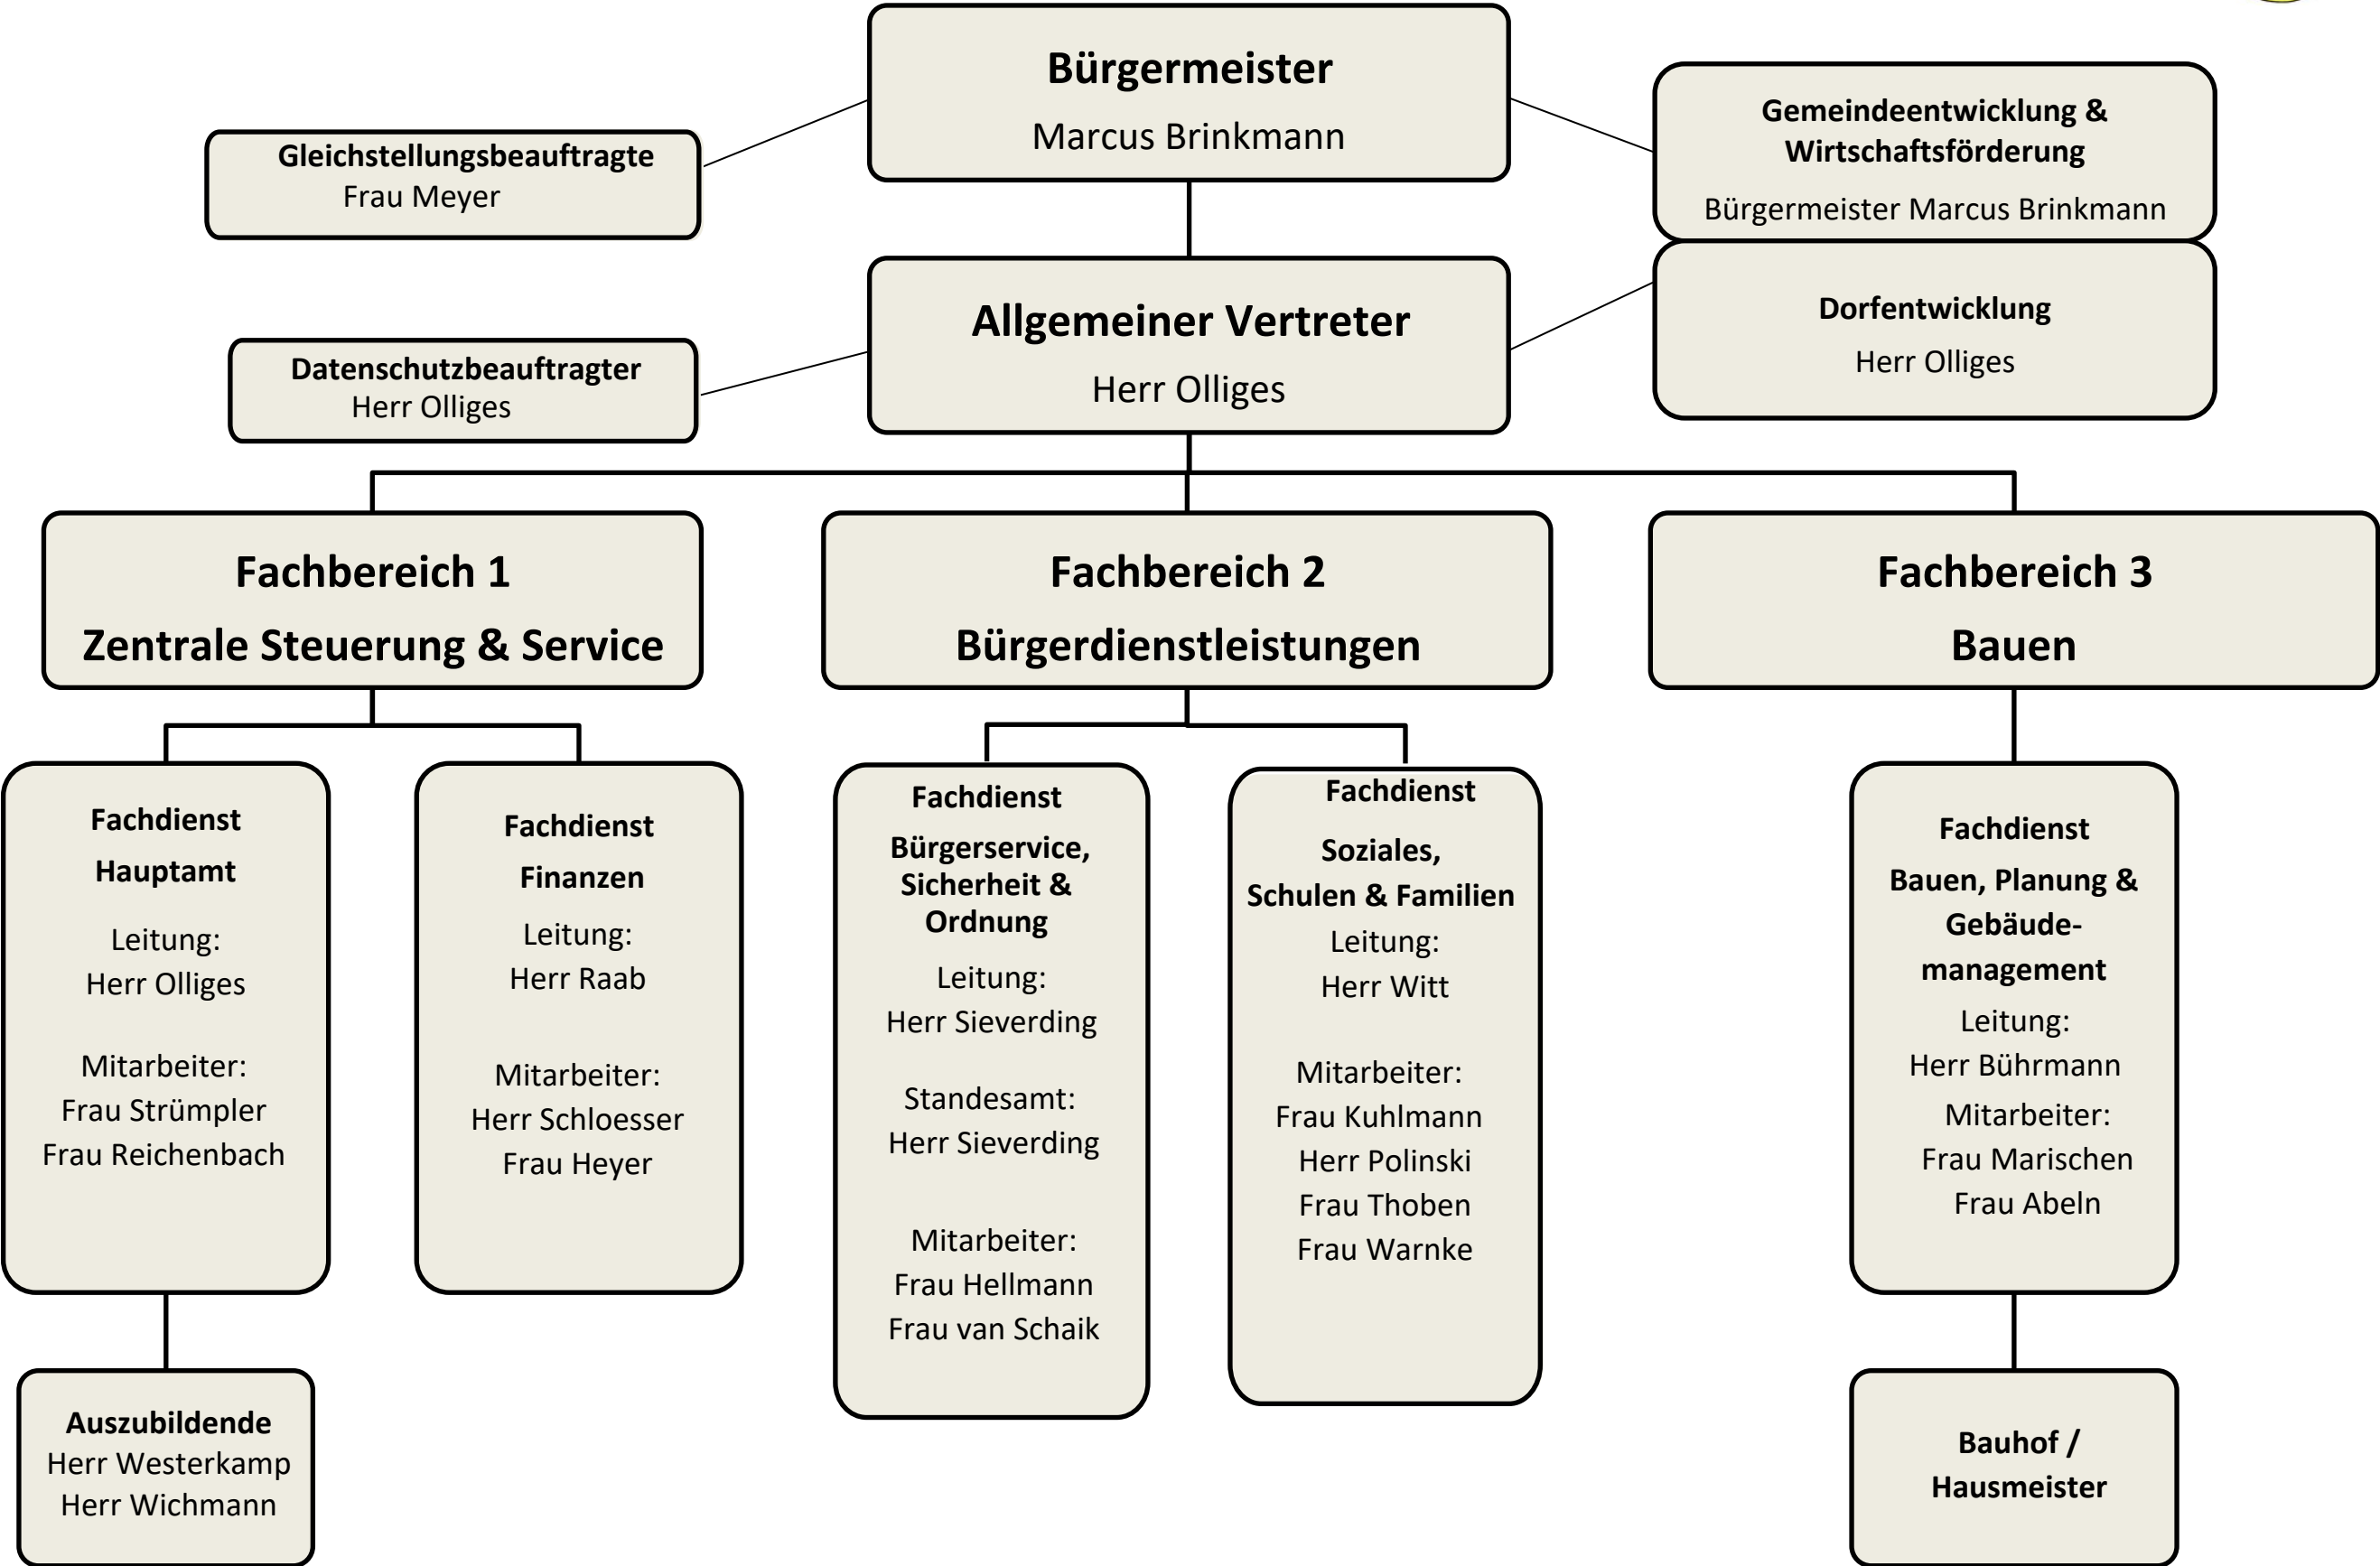 Bürgermeister
Marcus Brinkmann
Gleichstellungsbeauftragte
Frau Meyer
Gemeindeentwicklung &
Wirtschaftsförderung
Bürgermeister Marcus Brinkmann
Allgemeiner Vertreter
Herr Olliges
Datenschutzbeauftragter
Herr Olliges
Dorfentwicklung
Herr Olliges
Fachbereich 1
Zentrale Steuerung & Service
Fachbereich 2
Bürgerdienstleistungen
Fachbereich 3
Bauen
Fachdienst
Hauptamt
Leitung:
Herr Olliges
Mitarbeiter:
Frau Strümpler
Frau Reichenbach
Fachdienst
Finanzen
Leitung:
Herr Raab
Mitarbeiter:
Herr Schloesser
Frau Heyer
Fachdienst
Bürgerservice,
Sicherheit &
Ordnung
Leitung:
Herr Sieverding
Standesamt:
Herr Sieverding
Mitarbeiter:
Frau Hellmann
Frau van Schaik
Fachdienst
Soziales,
Schulen & Familien
Leitung:
Herr Witt
Mitarbeiter:
Frau Kuhlmann
Herr Polinski
Frau Thoben
Frau Warnke
Fachdienst
Bauen, Planung &
Gebäude-
management
Leitung:
Herr Bührmann
Mitarbeiter:
Frau Marischen
Frau Abeln
Auszubildende
Herr Westerkamp
Herr Wichmann
Bauhof /
Hausmeister